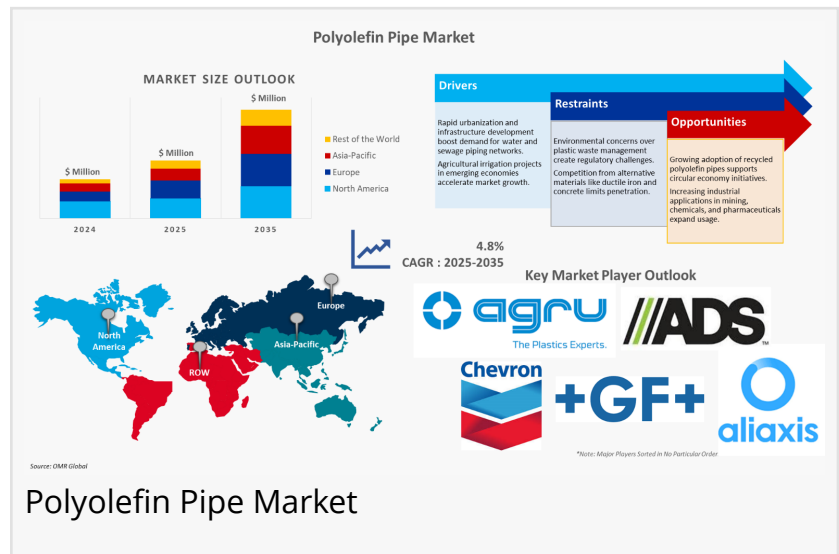 Polyolefin Pipe Market
MARKET SIZE OUTLOOK
$ Million
$ Million
$ Million
2024
2025
2035
Rest of the World
Asia-Pacific
Europe
North America
Drivers
Rapid urbanization and
infrastructure development
boost demand for water and
sewage piping networks.
Agricultural irrigation projects
in emerging economies
accelerate market growth.
Restraints
Environmental concerns over
plastic waste management
create regulatory challenges.
Competition from alternative
materials like ductile iron and
concrete limits penetration.
Opportunities
Growing adoption of recycled
polyolefin pipes supports
circular economy initiatives.
Increasing industrial
applications in mining,
chemicals, and pharmaceuticals
expand usage.
4.8%
CAGR : 2025-2035
North
America
Europe
Asia-Pacific
ROW
Key Market Player Outlook
agru
The Plastics Experts.
ADS™
Chevron
+GF+
aliaxis
*Note: Major Players Sorted In No Particular Order
Source: OMR Global
Polyolefin Pipe Market